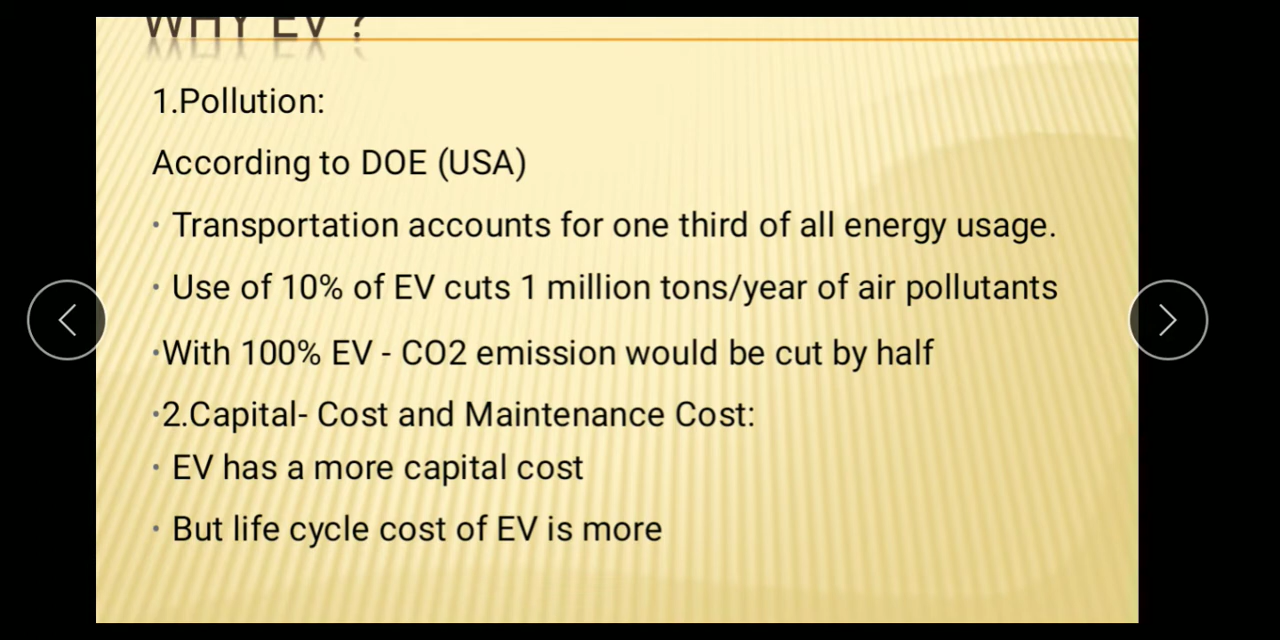 WHY EV ?
1.Pollution:
According to DOE (USA)
• Transportation accounts for one third of all energy usage.
• Use of 10% of EV cuts 1 million tons/year of air pollutants
•With 100% EV - CO2 emission would be cut by half
•2.Capital- Cost and Maintenance Cost:
• EV has a more capital cost
• But life cycle cost of EV is more